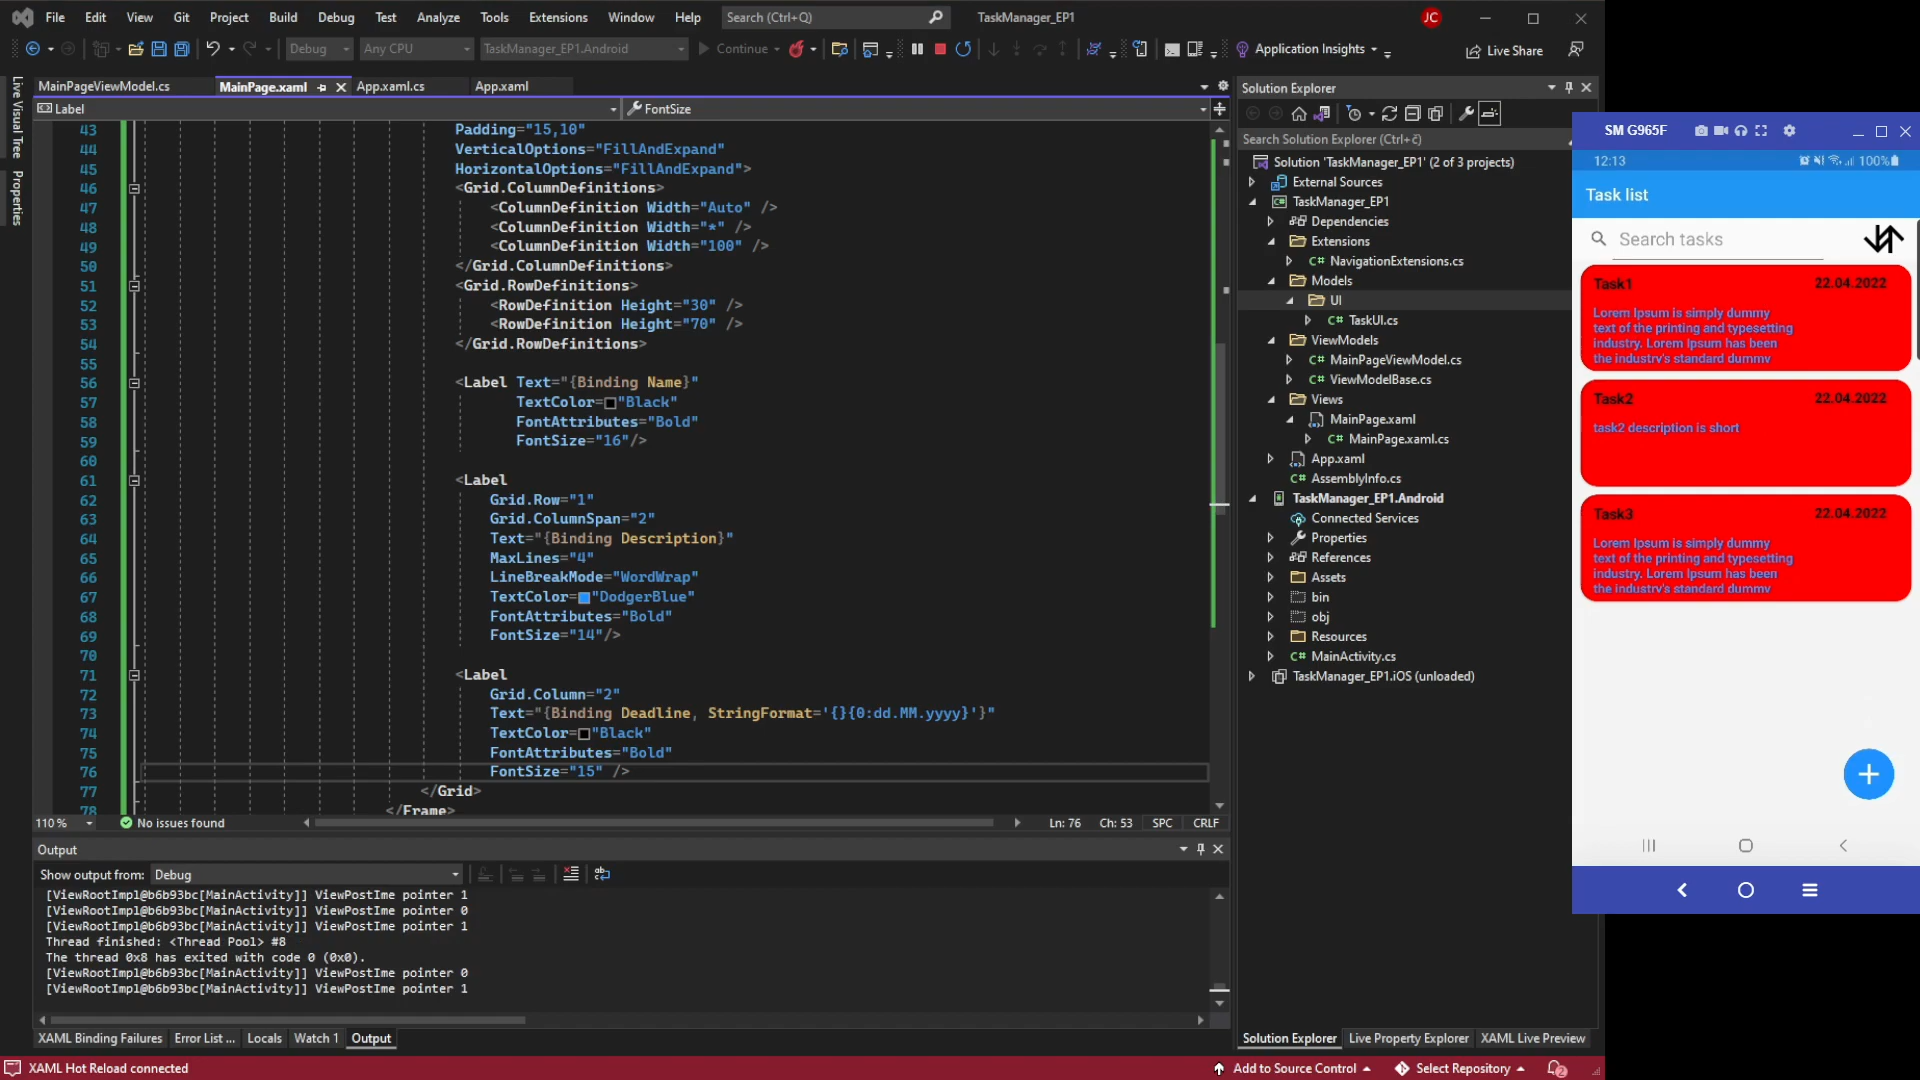 File Edit View Git Project Build Debug Test Analyze Tools Extensions Window Help Search (Ctrl+Q) TaskManager_EP1 JC
Debug Any CPU TaskManager_EP1.Android Continue Application Insights Live Share
Live Visual Tree
Properties
MainPageViewModel.cs MainPage.xaml App.xaml.cs App.xaml
Label FontSize
43 Padding="15,10"
44 VerticalOptions="FillAndExpand"
45 HorizontalOptions="FillAndExpand">
46 <Grid.ColumnDefinitions>
47 <ColumnDefinition Width="Auto" />
48 <ColumnDefinition Width="*" />
49 <ColumnDefinition Width="100" />
50 </Grid.ColumnDefinitions>
51 <Grid.RowDefinitions>
52 <RowDefinition Height="30" />
53 <RowDefinition Height="70" />
54 </Grid.RowDefinitions>
55
56 <Label Text="{Binding Name}"
57 TextColor="Black"
58 FontAttributes="Bold"
59 FontSize="16"/>
60
61 <Label
62 Grid.Row="1"
63 Grid.ColumnSpan="2"
64 Text="{Binding Description}"
65 MaxLines="4"
66 LineBreakMode="WordWrap"
67 TextColor="DodgerBlue"
68 FontAttributes="Bold"
69 FontSize="14"/>
70
71 <Label
72 Grid.Column="2"
73 Text="{Binding Deadline, StringFormat='{}{0:dd.MM.yyyy}'}"
74 TextColor="Black"
75 FontAttributes="Bold"
76 FontSize="15" />
77 </Grid>
78 </Frame>
110 % No issues found Ln: 76 Ch: 53 SPC CRLF
Output
Show output from: Debug
[ViewRootImpl@b6b93bc[MainActivity]] ViewPostIme pointer 1
[ViewRootImpl@b6b93bc[MainActivity]] ViewPostIme pointer 0
[ViewRootImpl@b6b93bc[MainActivity]] ViewPostIme pointer 1
Thread finished: <Thread Pool> #8
The thread 0x8 has exited with code 0 (0x0).
[ViewRootImpl@b6b93bc[MainActivity]] ViewPostIme pointer 0
[ViewRootImpl@b6b93bc[MainActivity]] ViewPostIme pointer 1
XAML Binding Failures Error List ... Locals Watch 1 Output
XAML Hot Reload connected
Solution Explorer
Search Solution Explorer (Ctrl+č)
Solution 'TaskManager_EP1' (2 of 3 projects)
External Sources
TaskManager_EP1
Dependencies
Extensions
C# NavigationExtensions.cs
Models
UI
C# TaskUI.cs
ViewModels
C# MainPageViewModel.cs
C# ViewModelBase.cs
Views
MainPage.xaml
C# MainPage.xaml.cs
App.xaml
C# AssemblyInfo.cs
TaskManager_EP1.Android
Connected Services
Properties
References
Assets
bin
obj
Resources
C# MainActivity.cs
TaskManager_EP1.iOS (unloaded)
Solution Explorer Live Property Explorer XAML Live Preview
Add to Source Control Select Repository 2
SM G965F
12:13 100%
Task list
Search tasks
Task1 22.04.2022
Lorem Ipsum is simply dummy
text of the printing and typesetting
industry. Lorem Ipsum has been
the industry's standard dummy
Task2 22.04.2022
task2 description is short
Task3 22.04.2022
Lorem Ipsum is simply dummy
text of the printing and typesetting
industry. Lorem Ipsum has been
the industry's standard dummy